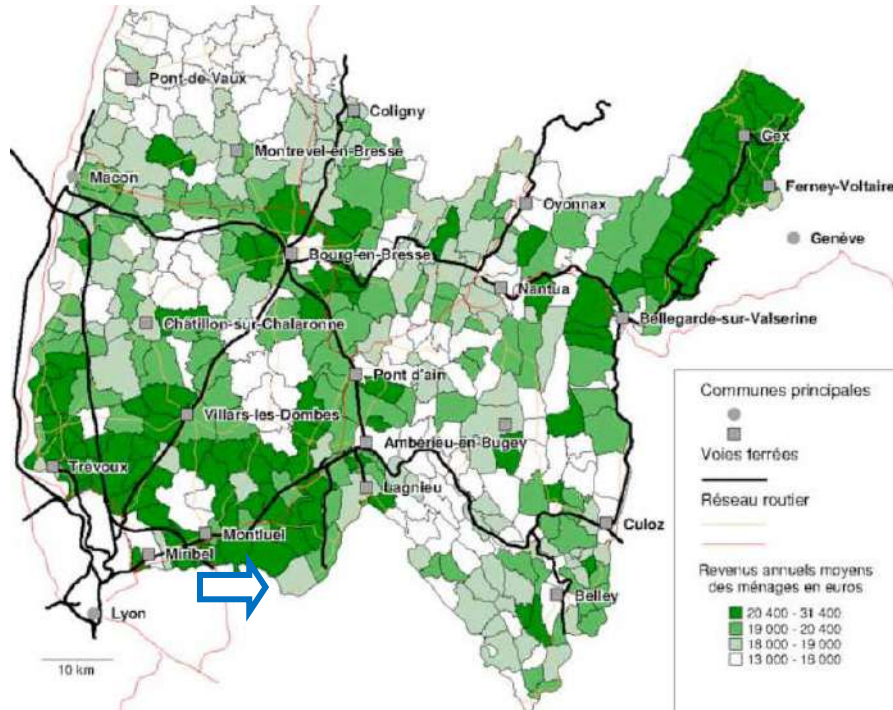 Pont-de-Vaux
Coligny
Gex
Montrevel-en-Bresse
Macon
Ferney-Voltaire
Oyonnax
Genève
Bourg-en-Bresse
Nantua
Bellegarde-sur-Valserine
Châtillon-sur-Chalaronne
Pont d'ain
Villars-les-Dombes
Ambérieu-en-Bugey
Trévoux
Lagnieu
Culoz
Montluel
Miribel
Belley
Lyon
10 km
Communes principales
Voies ferrées
Réseau routier
Revenus annuels moyens
des ménages en euros
20 400 - 31 400
19 000 - 20 400
18 000 - 19 000
13 000 - 18 000